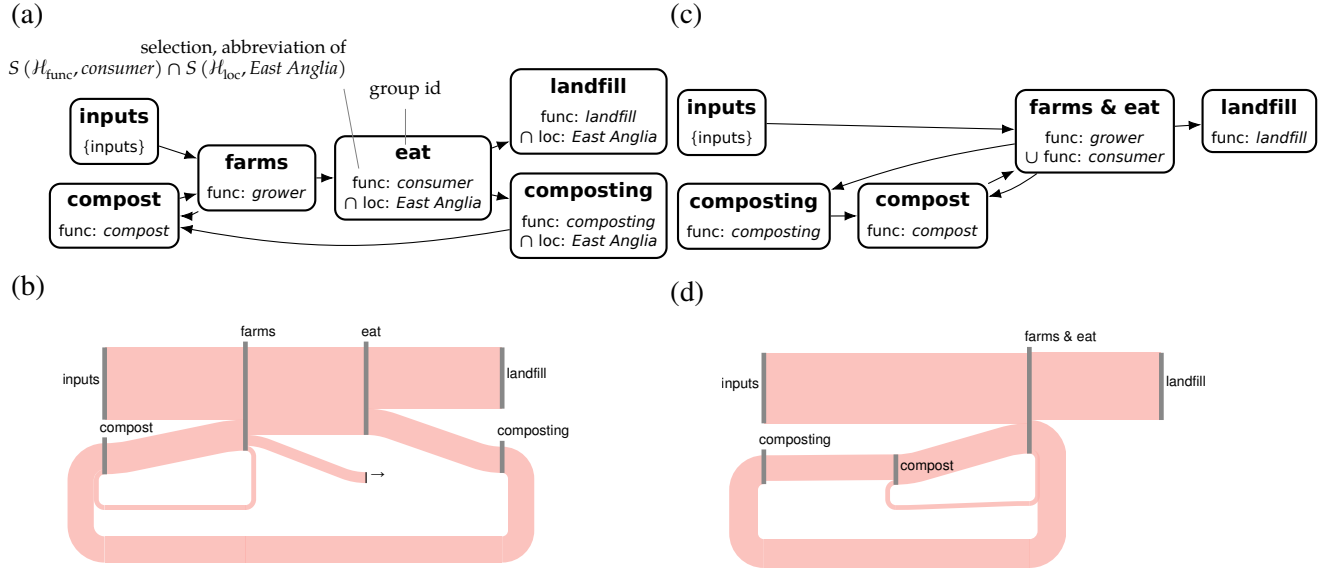 (a)
selection, abbreviation of
S (ℋfunc, consumer) ∩ S (ℋloc, East Anglia)
group id
inputs
{inputs}
compost
func: compost
farms
func: grower
eat
func: consumer
∩ loc: East Anglia
landfill
func: landfill
∩ loc: East Anglia
composting
func: composting
∩ loc: East Anglia
(c)
inputs
{inputs}
composting
func: composting
compost
func: compost
farms & eat
func: grower
∪ func: consumer
landfill
func: landfill
(b)
farms
eat
inputs
landfill
compost
composting
→
(d)
farms & eat
inputs
landfill
composting
compost